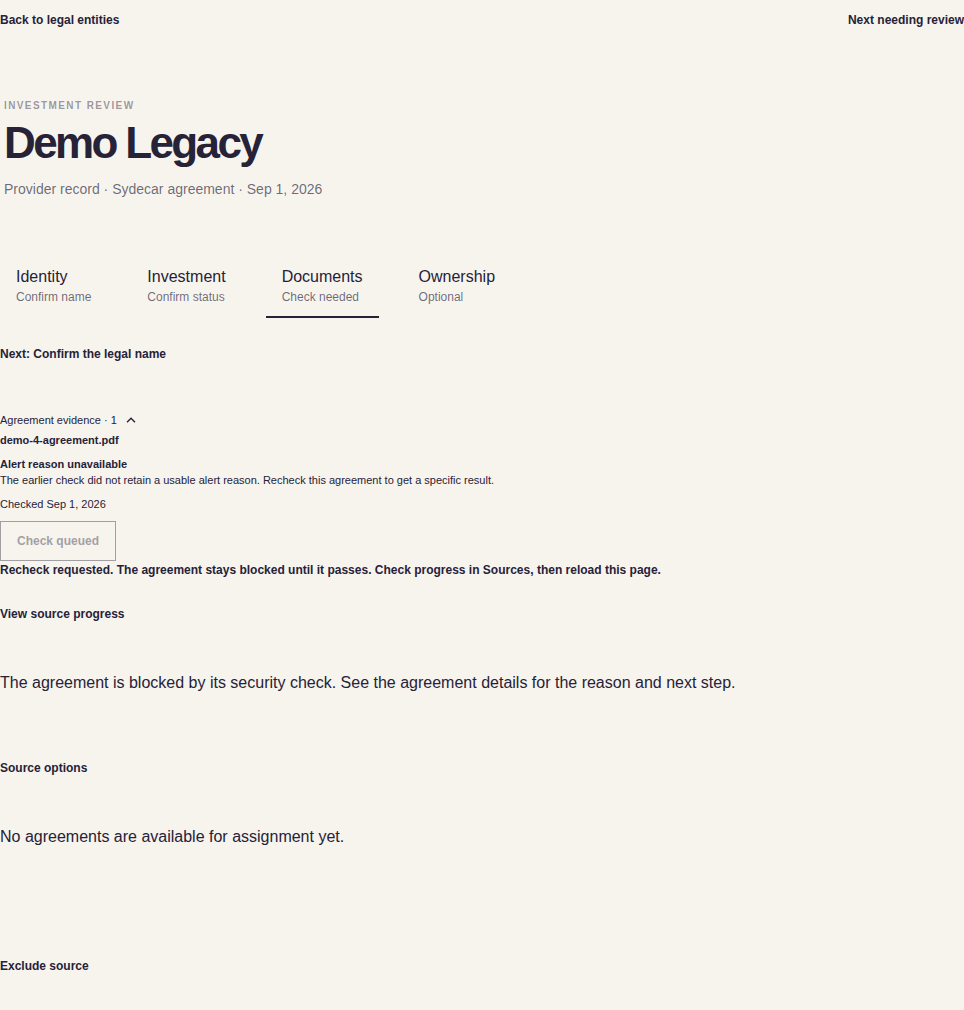 Back to legal entities
Next needing review
INVESTMENT REVIEW
Demo Legacy
Provider record · Sydecar agreement · Sep 1, 2026
Identity
Confirm name
Investment
Confirm status
Documents
Check needed
Ownership
Optional
Next: Confirm the legal name
Agreement evidence · 1
demo-4-agreement.pdf
Alert reason unavailable
The earlier check did not retain a usable alert reason. Recheck this agreement to get a specific result.
Checked Sep 1, 2026
Check queued
Recheck requested. The agreement stays blocked until it passes. Check progress in Sources, then reload this page.
View source progress
The agreement is blocked by its security check. See the agreement details for the reason and next step.
Source options
No agreements are available for assignment yet.
Exclude source